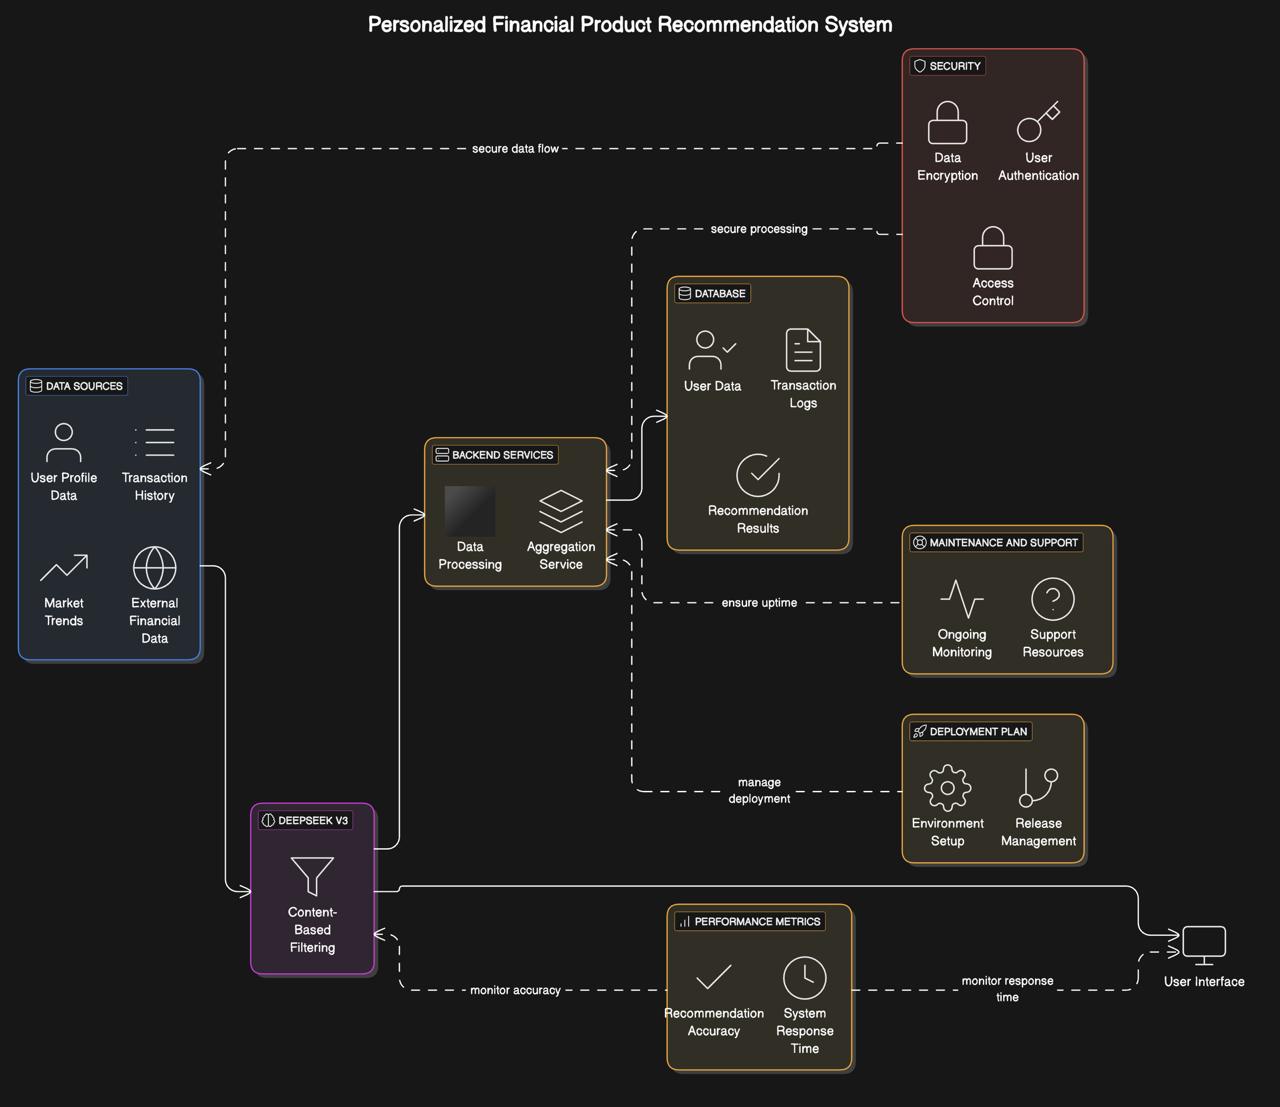 Personalized Financial Product Recommendation System
SECURITY
Data
Encryption
User
Authentication
Access
Control
secure data flow
secure processing
DATABASE
User Data
Transaction
Logs
Recommendation
Results
DATA SOURCES
User Profile
Data
Transaction
History
Market
Trends
External
Financial
Data
BACKEND SERVICES
Data
Processing
Aggregation
Service
MAINTENANCE AND SUPPORT
Ongoing
Monitoring
Support
Resources
ensure uptime
DEPLOYMENT PLAN
Environment
Setup
Release
Management
manage
deployment
DEEPSEEK V3
Content-
Based
Filtering
PERFORMANCE METRICS
Recommendation
Accuracy
System
Response
Time
monitor accuracy
monitor response
time
User Interface